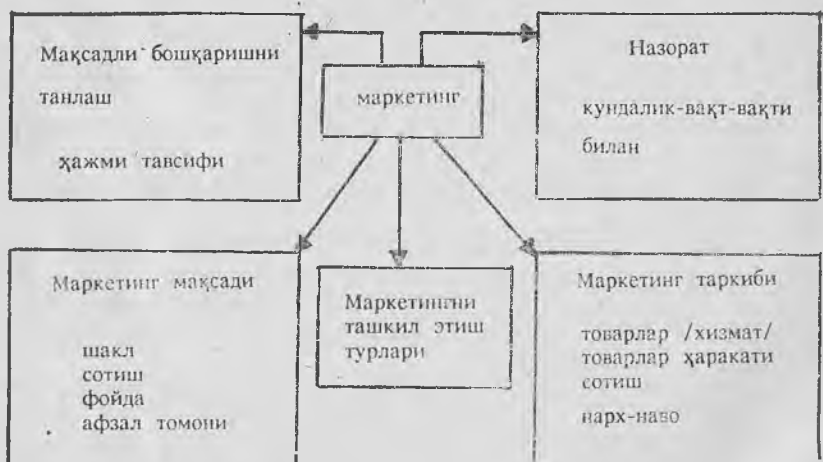 Мақсадли бошқаришни
танлаш
ҳажми тавсифи
маркетинг
Назорат
кундалик-вақт-вақти
билан
Маркетинг мақсади
шакл
сотиш
фойда
афзал томони
Маркетингни
ташкил этиш
турлари
Маркетинг таркиби
товарлар /хизмат/
товарлар ҳаракати
сотиш
нарх-наво